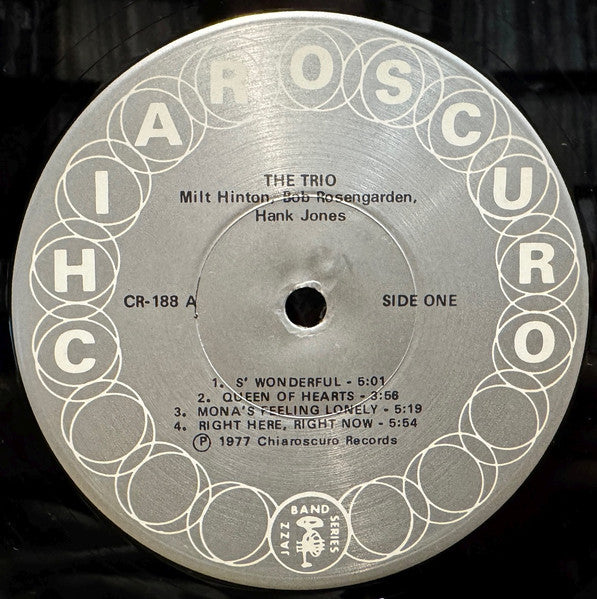 CHIAROSCURO
THE TRIO
Milt Hinton, Bob Rosengarden,
Hank Jones
CR-188 A
SIDE ONE
1. S' WONDERFUL - 5:01
2. QUEEN OF HEARTS - 3:56
3. MONA'S FEELING LONELY - 5:19
4. RIGHT HERE, RIGHT NOW - 5:54
Ⓟ 1977 Chiaroscuro Records
JAZZ BAND SERIES